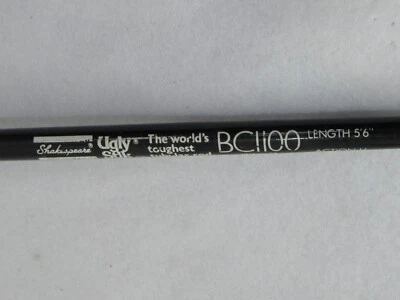 Shakespeare®
Ugly Stik®
The world's
toughest
BC1100
LENGTH 5'6"